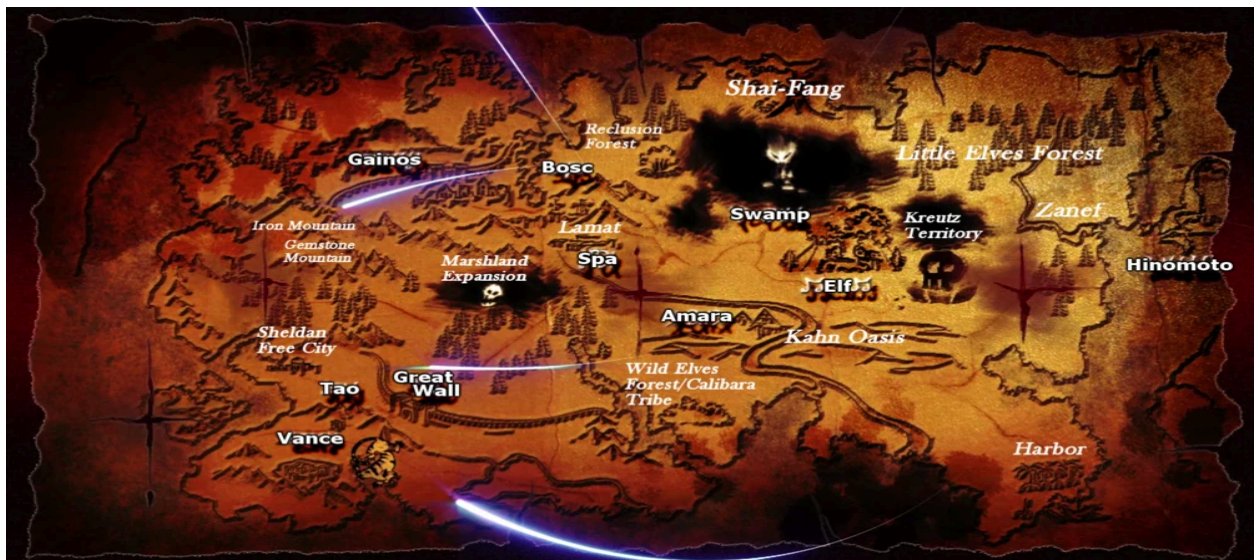 Shai-Fang
Reclusion
Forest
Gainos
Bosc
Little Elves Forest
Swamp
Kreutz
Territory
Zanef
Iron Mountain
Gemstone
Mountain
Lamat
Spa
Marshland
Expansion
Hinomoto
Elf
Amara
Sheldan
Free City
Kahn Oasis
Wild Elves
Forest/Calibara
Tribe
Great
Wall
Tao
Vance
Harbor